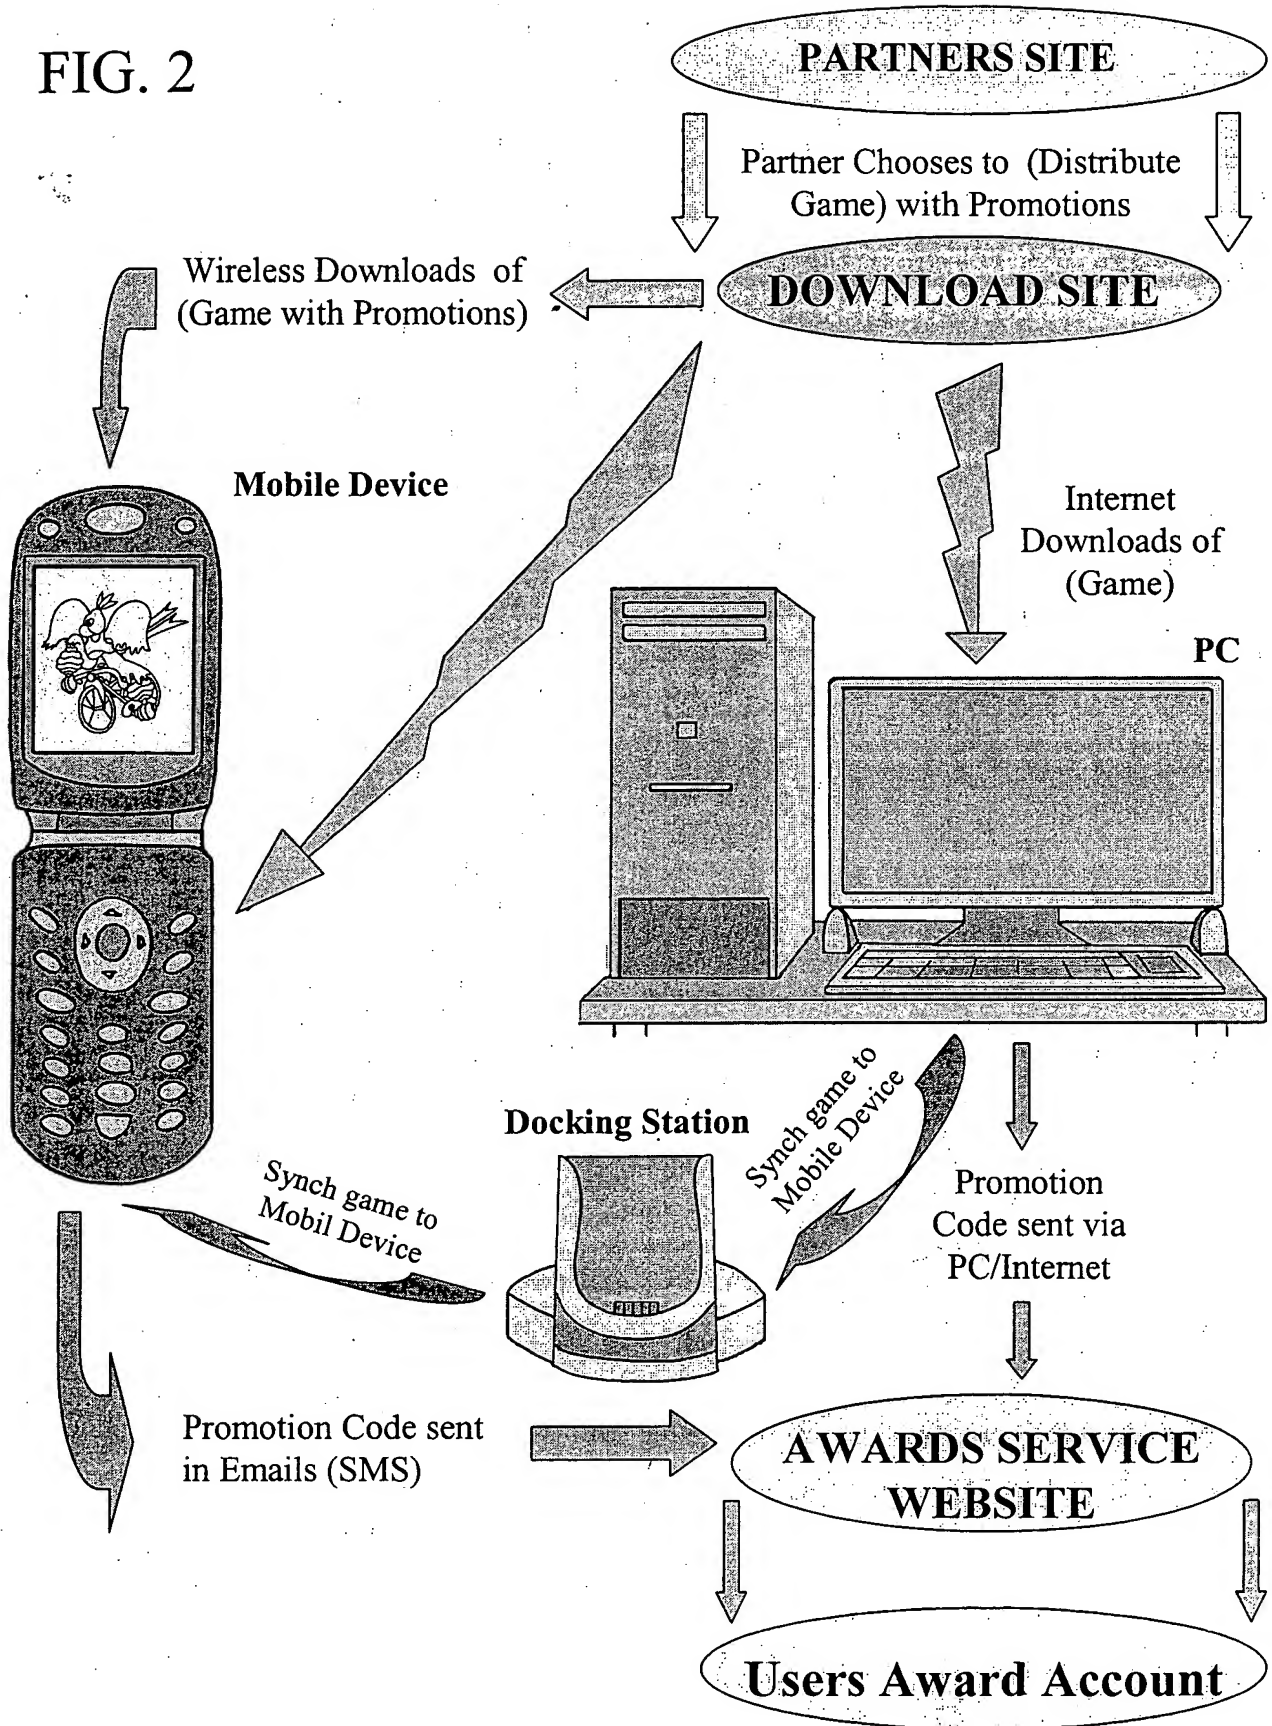 FIG. 2
PARTNERS SITE
Partner Chooses to (Distribute
Game) with Promotions
Wireless Downloads of
(Game with Promotions)
DOWNLOAD SITE
Mobile Device
Internet
Downloads of
(Game)
PC
Docking Station
Synch game to
Mobile Device
Synch game to
Mobil Device
Promotion
Code sent via
PC/Internet
Promotion Code sent
in Emails (SMS)
AWARDS SERVICE
WEBSITE
Users Award Account